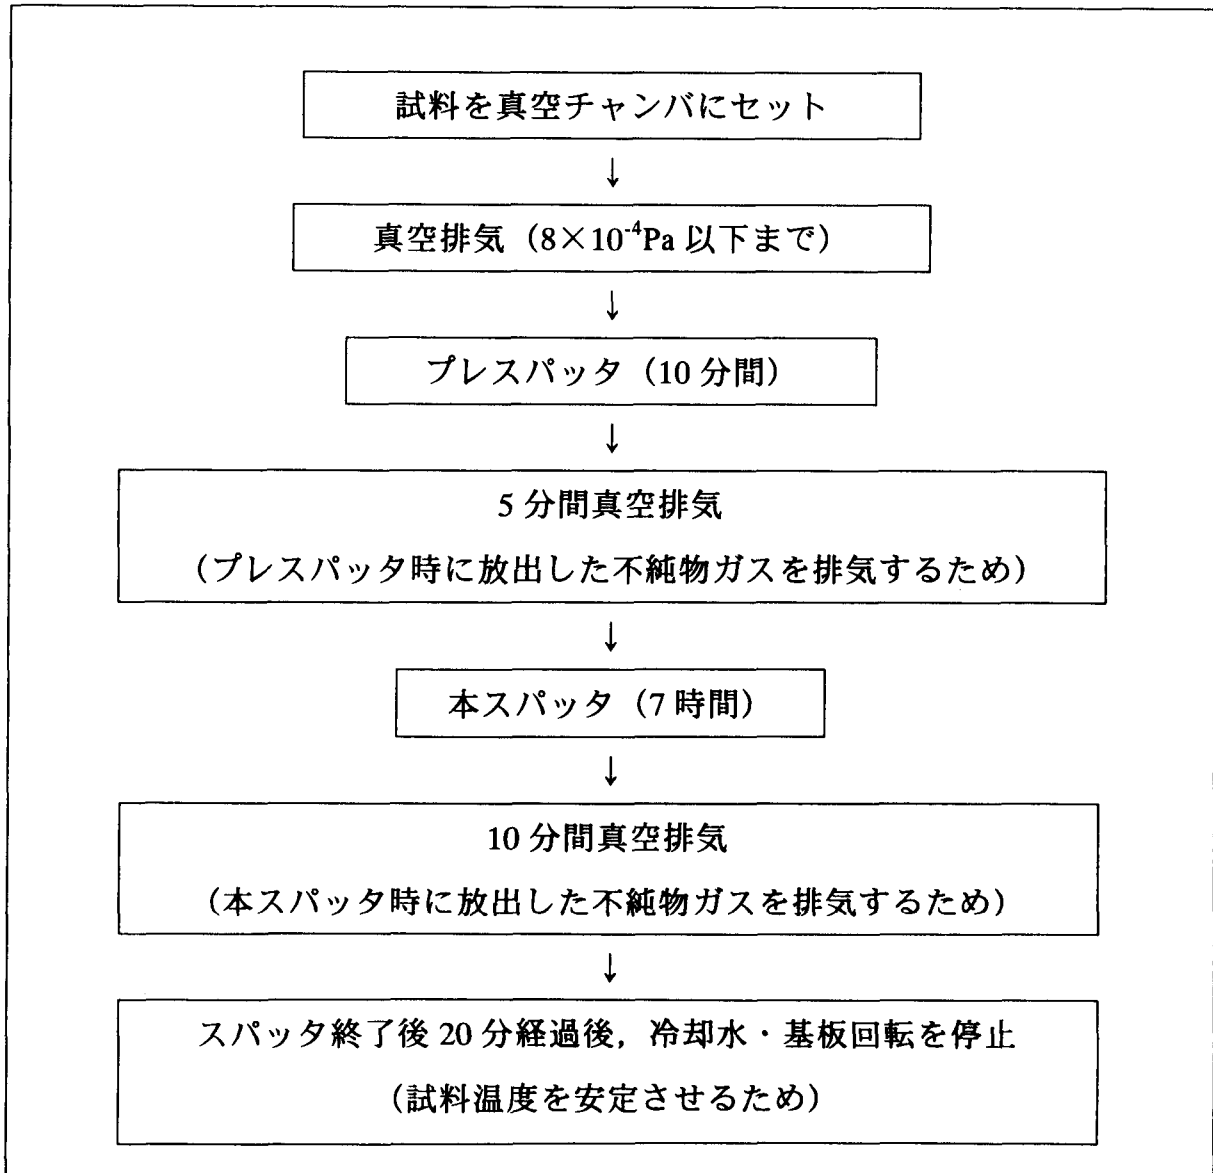 試料を真空チャンバにセット
↓
真空排気（8×10⁻⁴Pa 以下まで）
↓
プレスパッタ（10 分間）
↓
5 分間真空排気
（プレスパッタ時に放出した不純物ガスを排気するため）
↓
本スパッタ（7 時間）
↓
10 分間真空排気
（本スパッタ時に放出した不純物ガスを排気するため）
↓
スパッタ終了後 20 分経過後，冷却水・基板回転を停止
（試料温度を安定させるため）